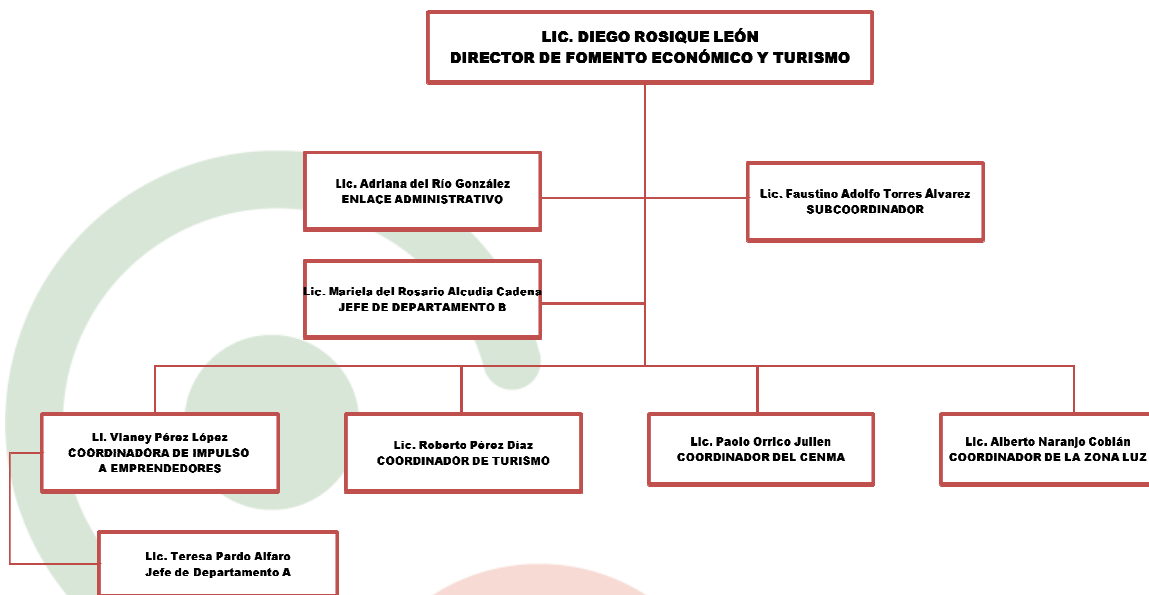 LIC. DIEGO ROSIQUE LEÓN
DIRECTOR DE FOMENTO ECONÓMICO Y TURISMO
Lic. Adriana del Río González
ENLACE ADMINISTRATIVO
Lic. Faustino Adolfo Torres Álvarez
SUBCOORDINADOR
Lic. Mariela del Rosario Alcudia Cadena
JEFE DE DEPARTAMENTO B
LI. Vianey Pérez López
COORDINADORA DE IMPULSO
A EMPRENDEDORES
Lic. Roberto Pérez Díaz
COORDINADOR DE TURISMO
Lic. Paolo Orrico Julien
COORDINADOR DEL CENMA
Lic. Alberto Naranjo Cobián
COORDINADOR DE LA ZONA LUZ
Lic. Teresa Pardo Alfaro
Jefe de Departamento A